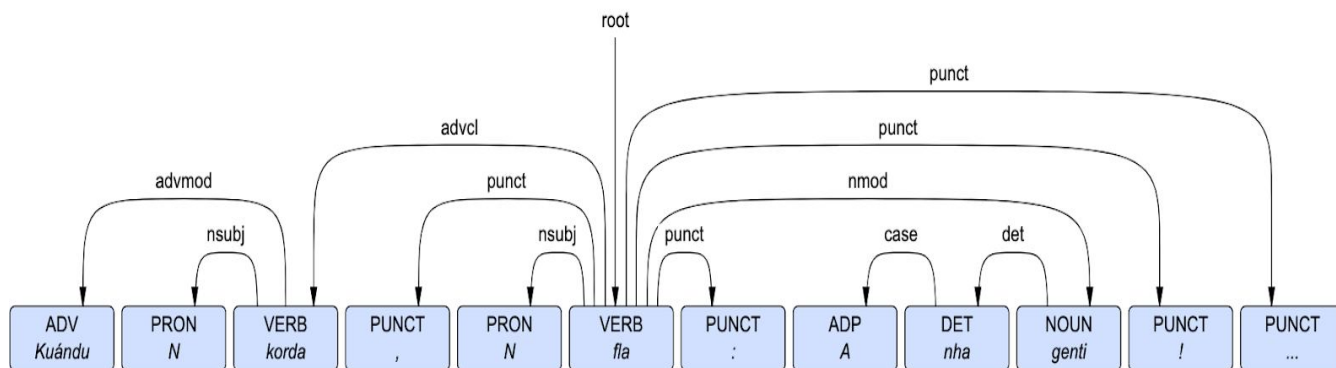 root
punct
advcl punct
advmod punct nmod
nsubj nsubj punct case det
ADV PRON VERB PUNCT PRON VERB PUNCT ADP DET NOUN PUNCT PUNCT
Kuándu N korda , N fla : A nha genti ! ...